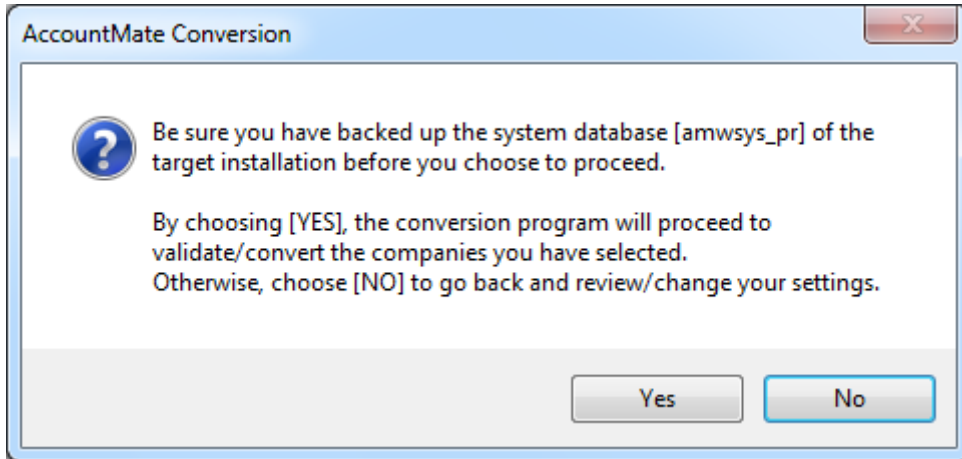 AccountMate Conversion
Be sure you have backed up the system database [amwsys_pr] of the
target installation before you choose to proceed.
By choosing [YES], the conversion program will proceed to
validate/convert the companies you have selected.
Otherwise, choose [NO] to go back and review/change your settings.
Yes
No